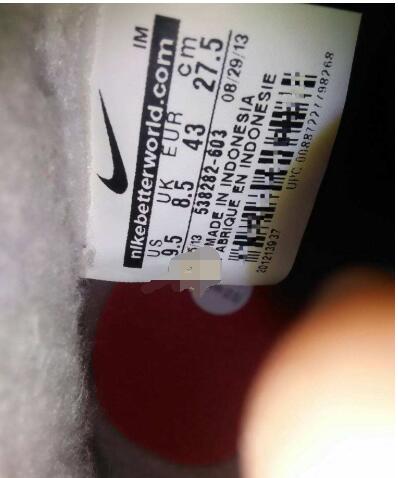 IM
nikebetterworld.com
US UK EUR cm
9.5 8.5 43 27.5
538282-603 08/29/13
MADE IN INDONESIA
FABRIQUE EN INDONESIE
201213937